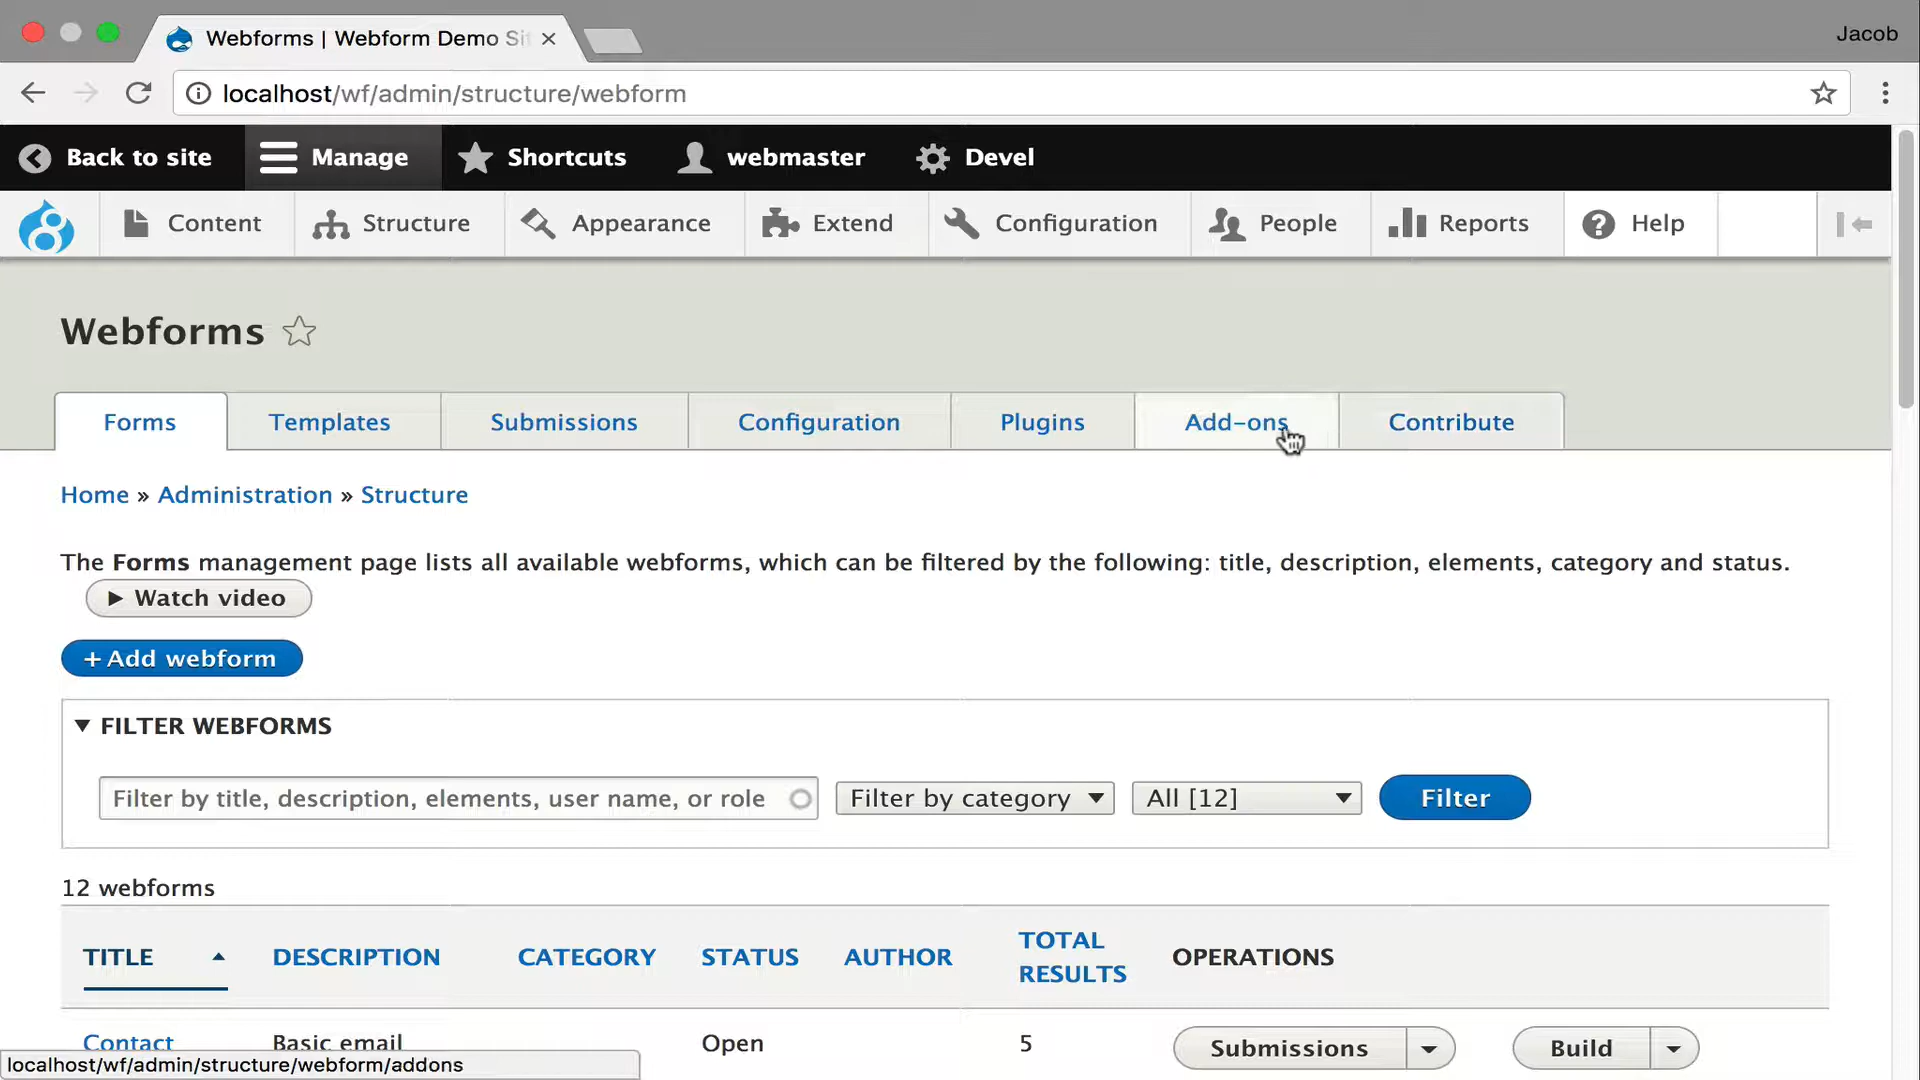 Webforms | Webform Demo Si
Jacob
localhost/wf/admin/structure/webform
Back to site
Manage
Shortcuts
webmaster
Devel
Content
Structure
Appearance
Extend
Configuration
People
Reports
Help
Webforms
Forms
Templates
Submissions
Configuration
Plugins
Add-ons
Contribute
Home » Administration » Structure
The Forms management page lists all available webforms, which can be filtered by the following: title, description, elements, category and status.
► Watch video
+ Add webform
▼ FILTER WEBFORMS
Filter by title, description, elements, user name, or role
Filter by category
All [12]
Filter
12 webforms
TITLE
DESCRIPTION
CATEGORY
STATUS
AUTHOR
TOTAL
RESULTS
OPERATIONS
Contact
Basic email
Open
5
Submissions
Build
localhost/wf/admin/structure/webform/addons